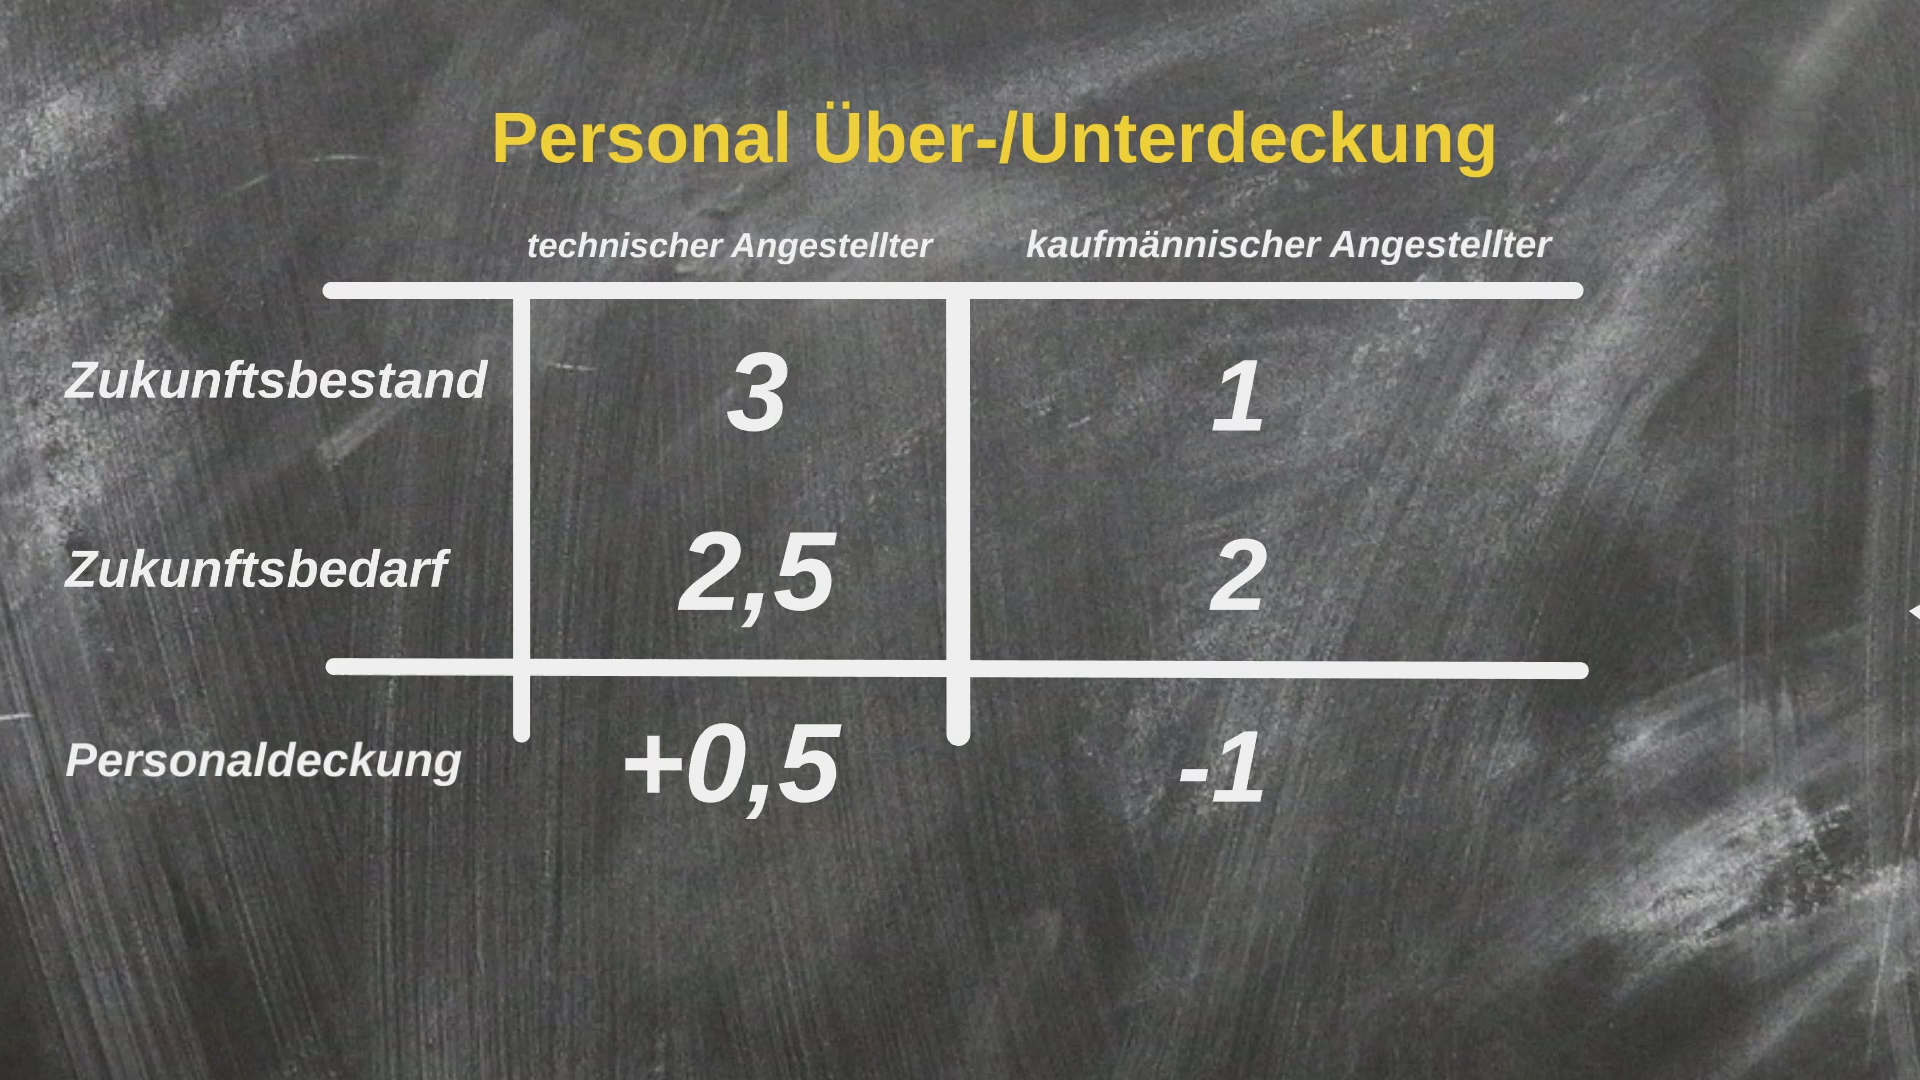 Personal Über-/Unterdeckung
technischer Angestellter kaufmännischer Angestellter
Zukunftsbestand 3 1
Zukunftsbedarf 2,5 2
Personaldeckung +0,5 -1